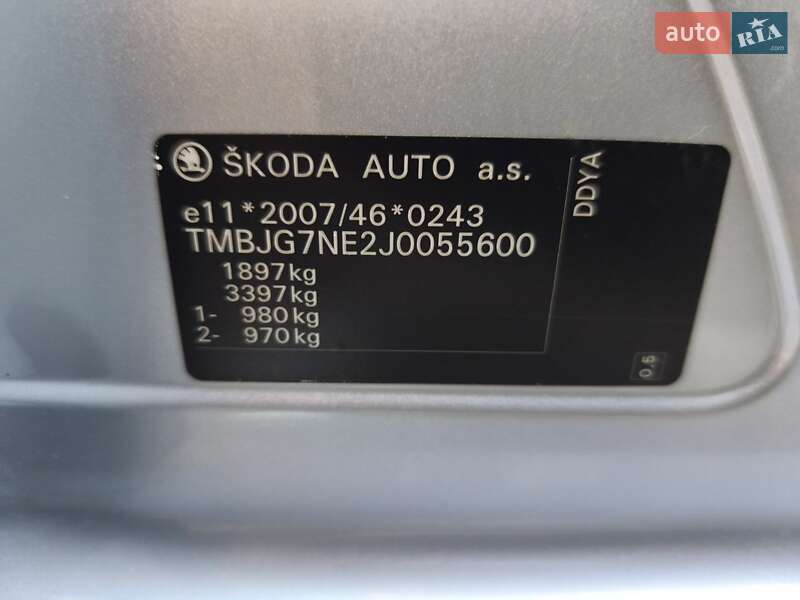 auto RIA
ŠKODA AUTO a.s.
e11*2007/46*0243
TMBJG7NE2J0055600
1897kg
3397kg
1- 980kg
2- 970kg
DDYA
0.5